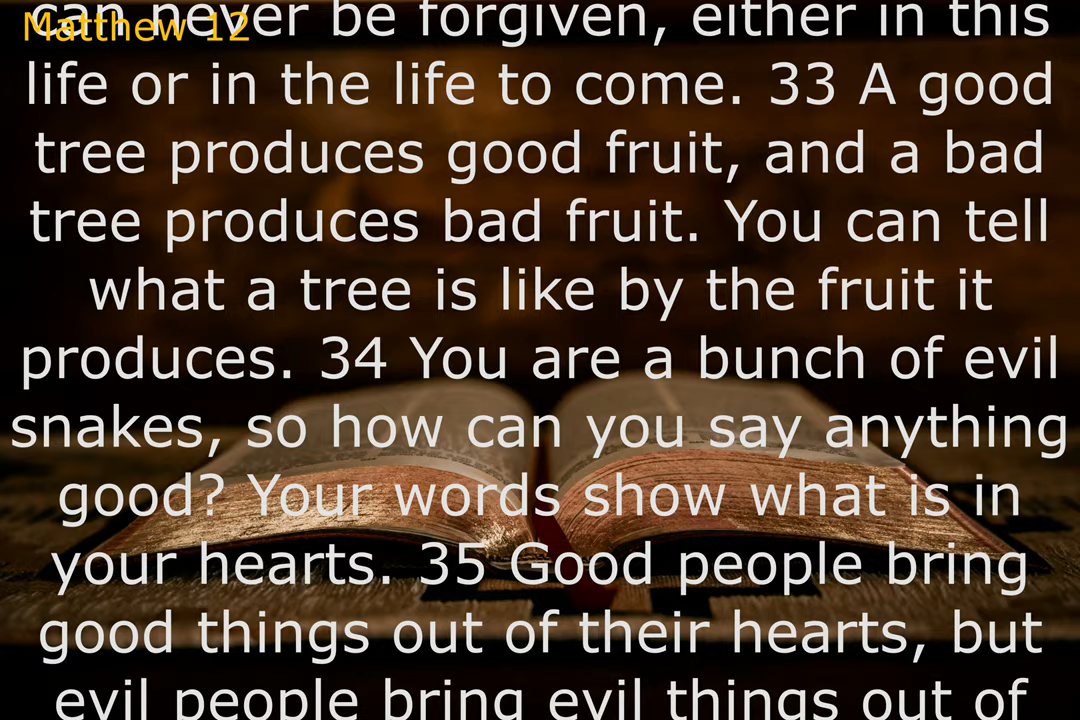 Matthew 12
can never be forgiven, either in this
life or in the life to come. 33 A good
tree produces good fruit, and a bad
tree produces bad fruit. You can tell
what a tree is like by the fruit it
produces. 34 You are a bunch of evil
snakes, so how can you say anything
good? Your words show what is in
your hearts. 35 Good people bring
good things out of their hearts, but
evil people bring evil things out of